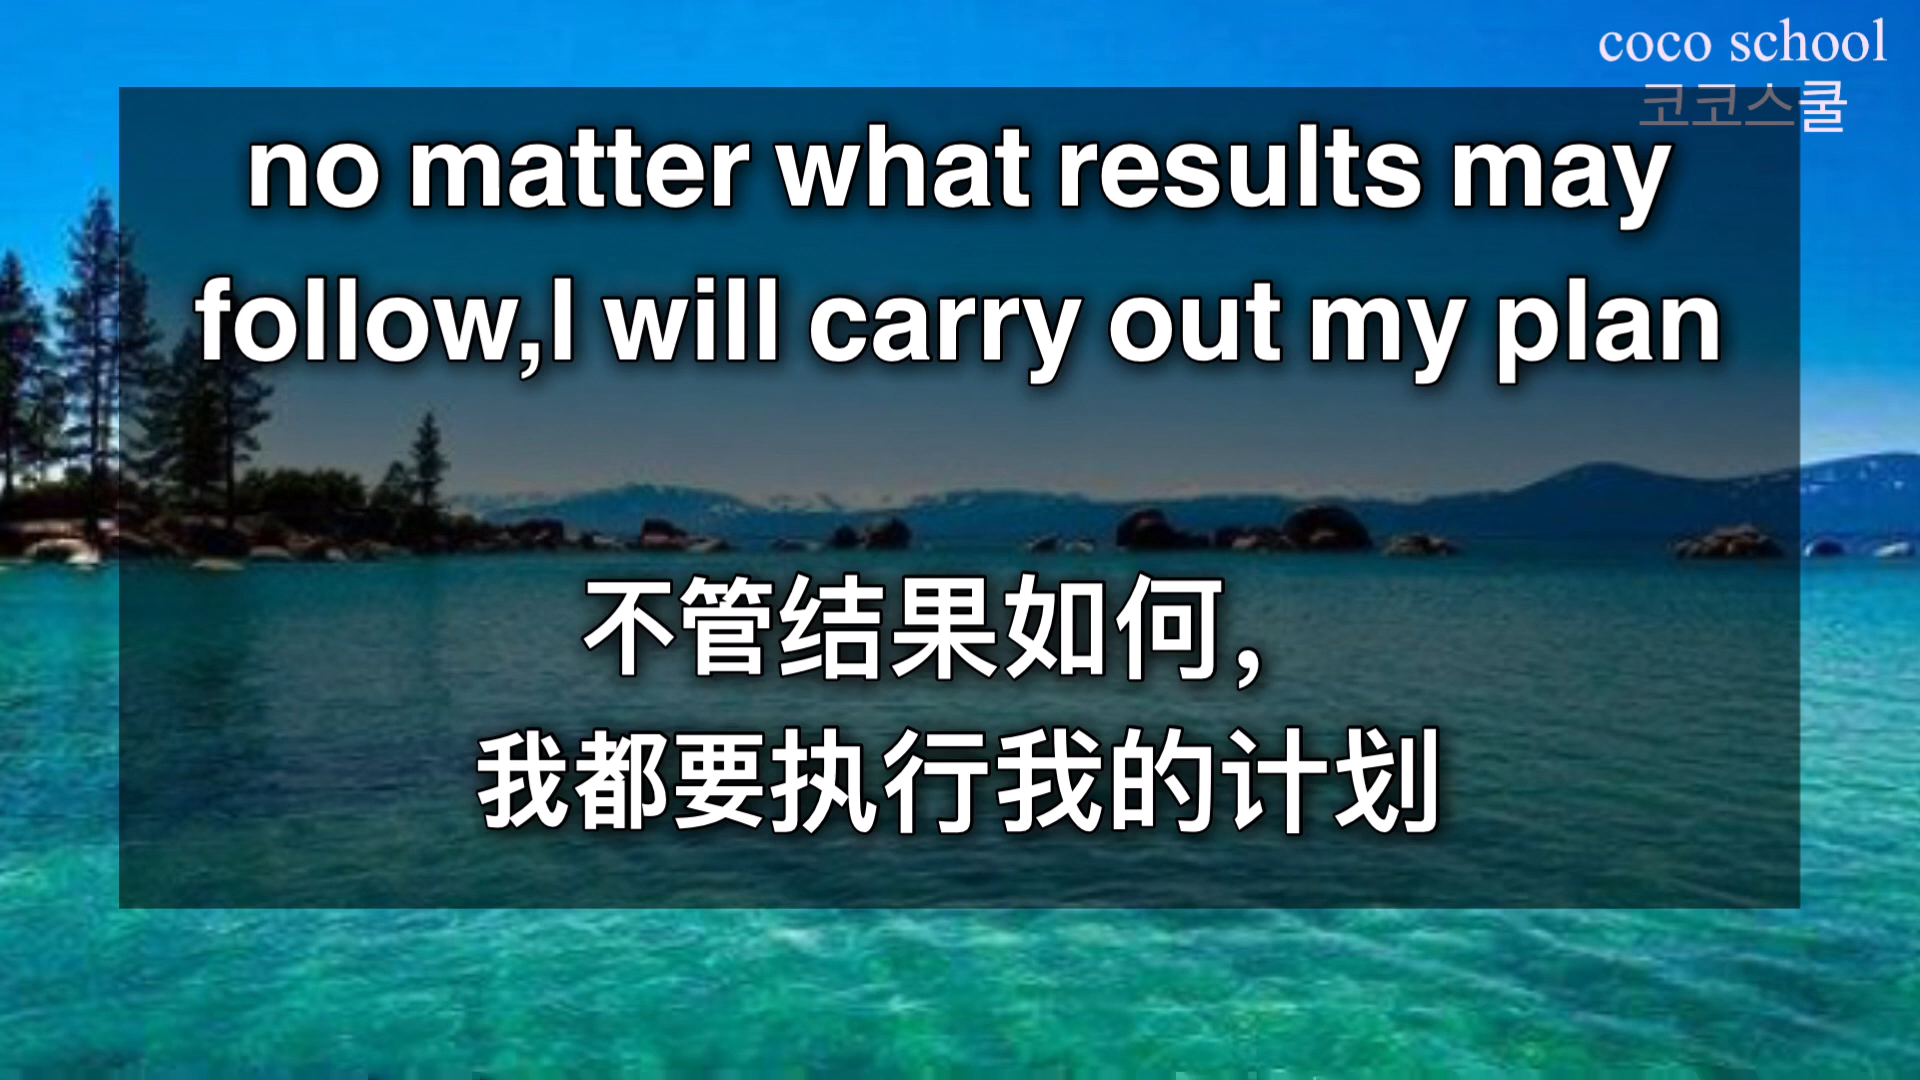 coco school
코코스쿨
no matter what results may
follow,I will carry out my plan
不管结果如何，
我都要执行我的计划